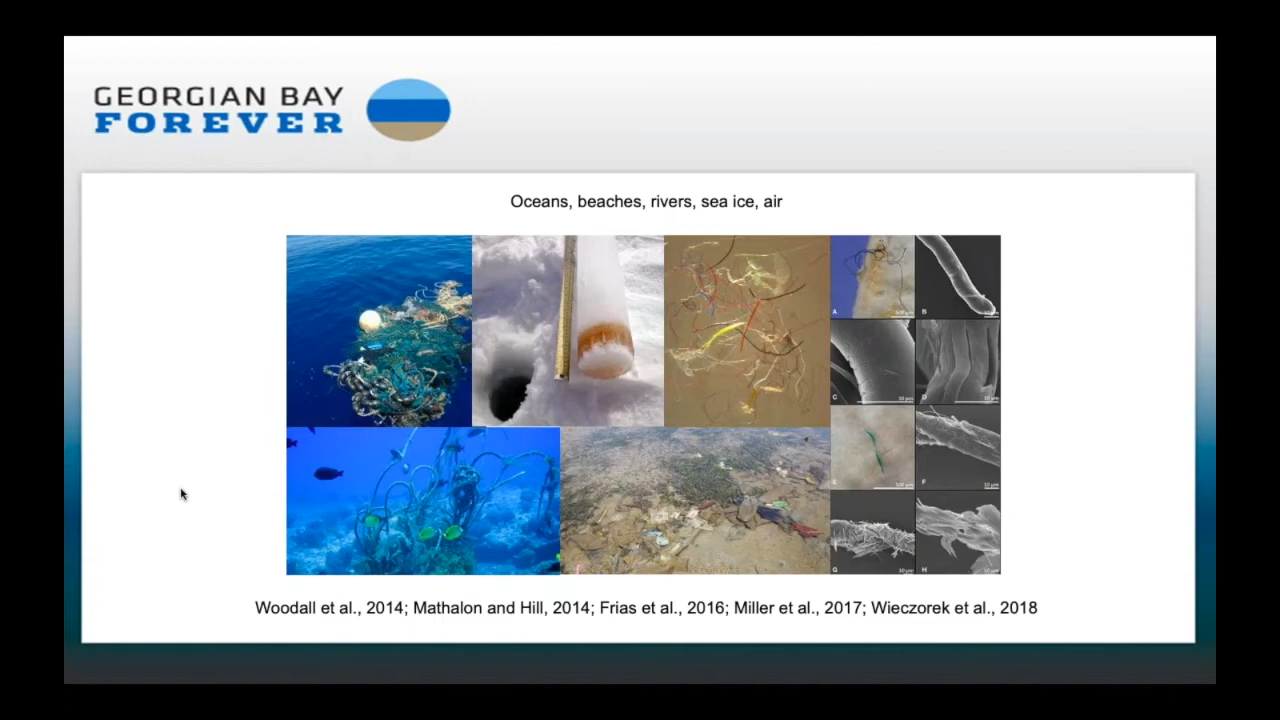 GEORGIAN BAY
FOREVER
Oceans, beaches, rivers, sea ice, air
A
B
C
D
E
F
G
H
Woodall et al., 2014; Mathalon and Hill, 2014; Frias et al., 2016; Miller et al., 2017; Wieczorek et al., 2018